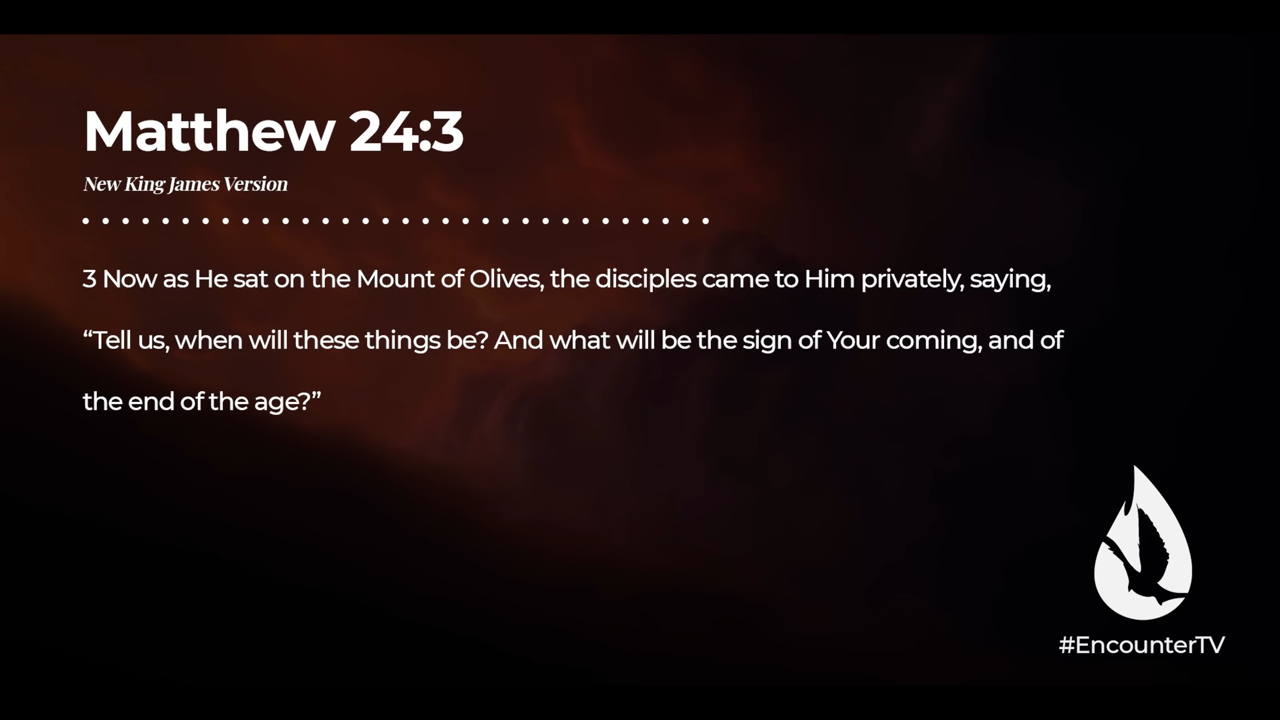 Matthew 24:3
New King James Version
3 Now as He sat on the Mount of Olives, the disciples came to Him privately, saying,
“Tell us, when will these things be? And what will be the sign of Your coming, and of
the end of the age?”
#EncounterTV